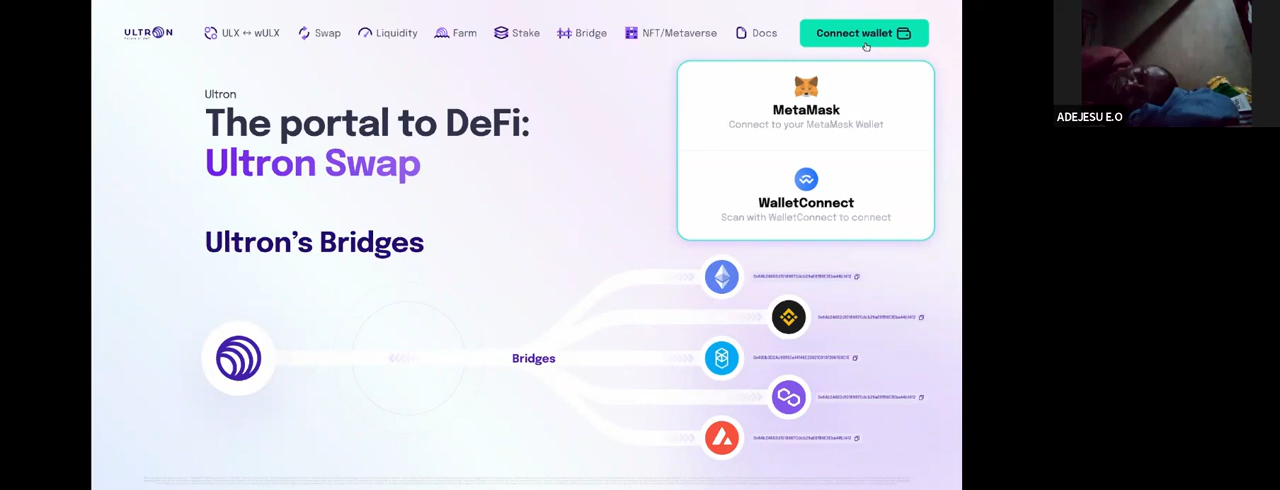 ULTRON
ULX ↔ wULX
Swap
Liquidity
Farm
Stake
Bridge
NFT/Metaverse
Docs
Connect wallet
ADEJESU E.O
Ultron
The portal to DeFi:
Ultron Swap
MetaMask
Connect to your MetaMask Wallet
WalletConnect
Scan with WalletConnect to connect
Ultron’s Bridges
Bridges